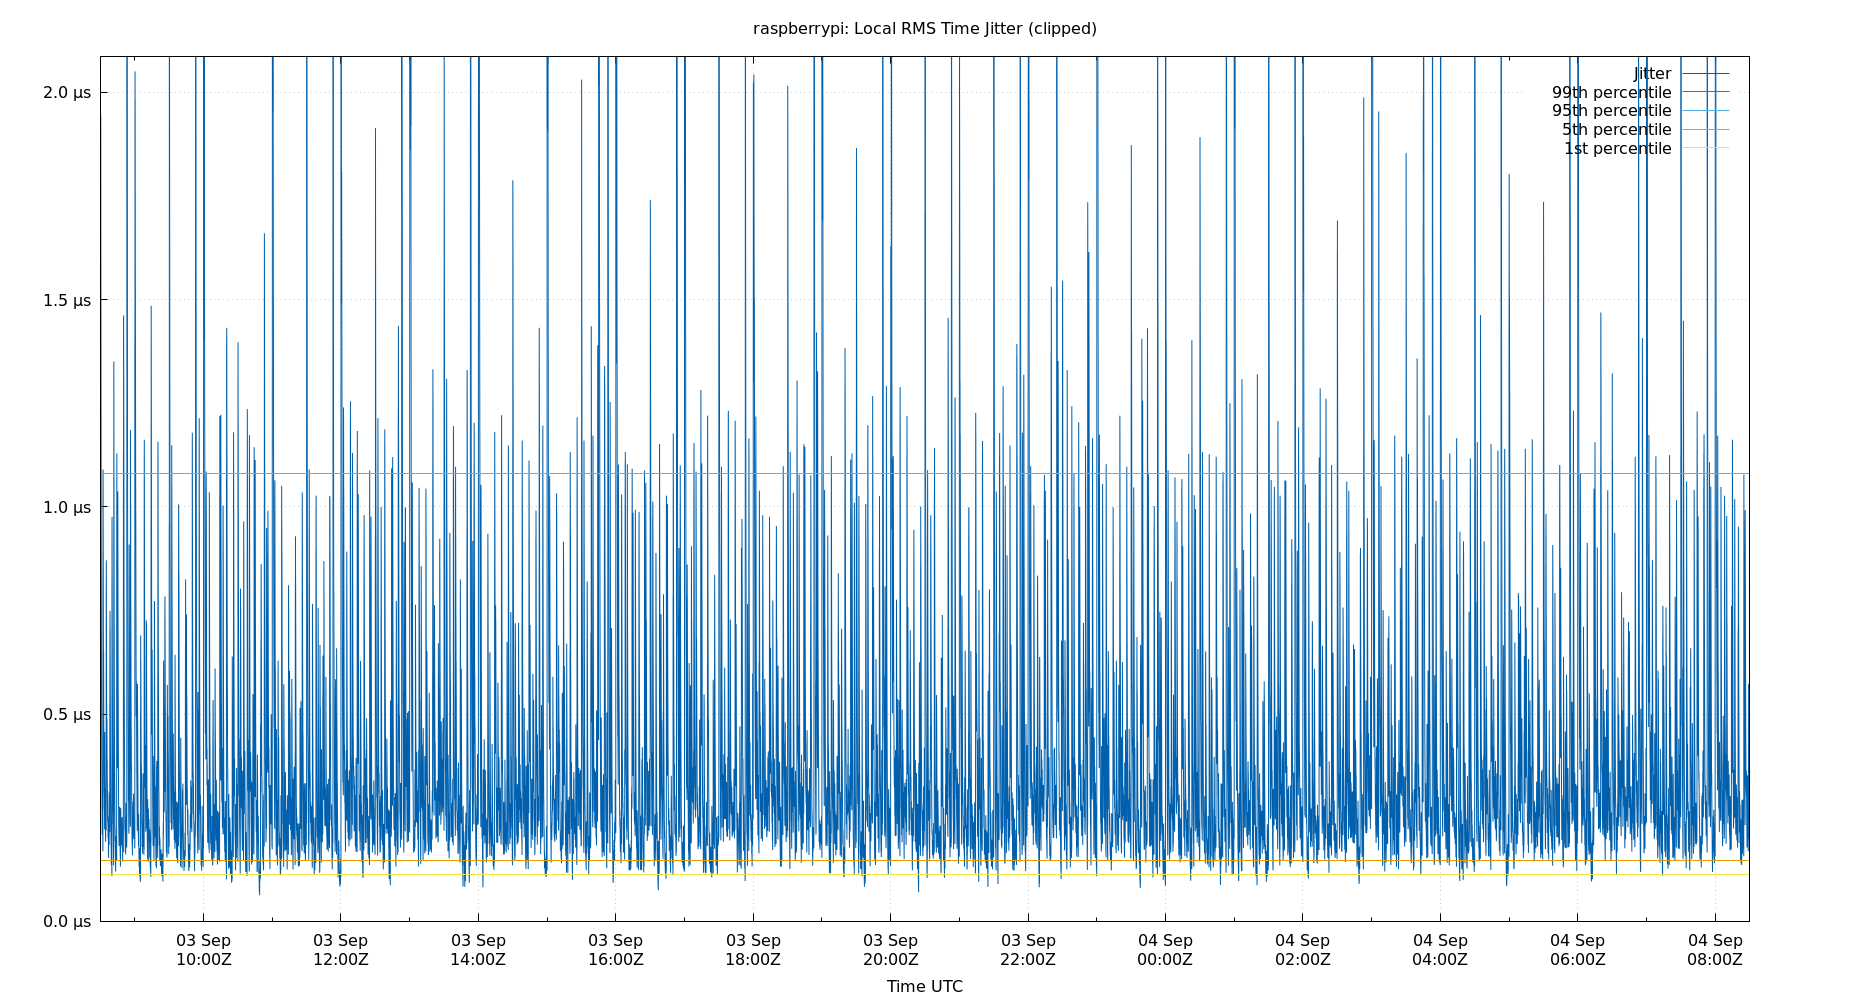 raspberrypi: Local RMS Time Jitter (clipped)
Jitter
99th percentile
95th percentile
5th percentile
1st percentile
2.0 µs
1.5 µs
1.0 µs
0.5 µs
0.0 µs
03 Sep 03 Sep 03 Sep 03 Sep 03 Sep 03 Sep 03 Sep 04 Sep 04 Sep 04 Sep 04 Sep 04 Sep
10:00Z 12:00Z 14:00Z 16:00Z 18:00Z 20:00Z 22:00Z 00:00Z 02:00Z 04:00Z 06:00Z 08:00Z
Time UTC